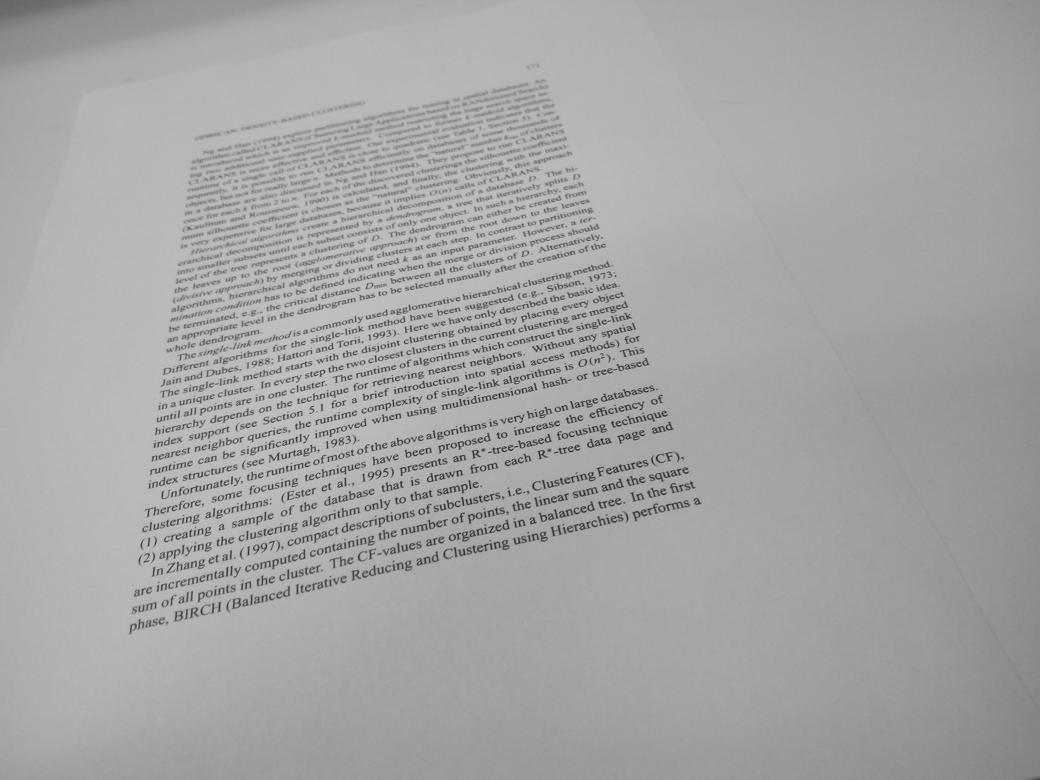 GDBSCAN: DENSITY-BASED CLUSTERING 171
Ng and Han (1994) explore partitioning algorithms for mining in spatial databases. An
algorithm called CLARANS (Clustering Large Applications based on RANdomized Search)
is introduced which is an improved k-medoid method restricting the huge search space us-
ing two additional user-supplied parameters. Compared to former k-medoid algorithms,
CLARANS is more effective and efficient. Our experimental evaluation indicates that the
runtime of a single call of CLARANS is close to quadratic (see Table 1, Section 5). Con-
sequently, it is possible to run CLARANS efficiently on databases of some thousands of
objects, but not for really large n. Methods to determine the "natural" number k of clusters
in a database are also discussed in Ng and Han (1994). They propose to run CLARANS
once for each k from 2 to n. For each of the discovered clusterings the silhouette coefficient
(Kaufman and Rousseeuw, 1990) is calculated, and finally, the clustering with the maxi-
mum silhouette coefficient is chosen as the "natural" clustering. Obviously, this approach
is very expensive for large databases, because it implies O(n) calls of CLARANS.
Hierarchical algorithms create a hierarchical decomposition of a database D. The hi-
erarchical decomposition is represented by a dendrogram, a tree that iteratively splits D
into smaller subsets until each subset consists of only one object. In such a hierarchy, each
level of the tree represents a clustering of D. The dendrogram can either be created from
the leaves up to the root (agglomerative approach) or from the root down to the leaves
(divisive approach) by merging or dividing clusters at each step. In contrast to partitioning
algorithms, hierarchical algorithms do not need k as an input parameter. However, a ter-
mination condition has to be defined indicating when the merge or division process should
be terminated, e.g., the critical distance Dmin between all the clusters of D. Alternatively,
an appropriate level in the dendrogram has to be selected manually after the creation of the
whole dendrogram.
The single-link method is a commonly used agglomerative hierarchical clustering method.
Different algorithms for the single-link method have been suggested (e.g., Sibson, 1973;
Jain and Dubes, 1988; Hattori and Torii, 1993). Here we have only described the basic idea.
The single-link method starts with the disjoint clustering obtained by placing every object
in a unique cluster. In every step the two closest clusters in the current clustering are merged
until all points are in one cluster. The runtime of algorithms which construct the single-link
hierarchy depends on the technique for retrieving nearest neighbors. Without any spatial
index support (see Section 5.1 for a brief introduction into spatial access methods) for
nearest neighbor queries, the runtime complexity of single-link algorithms is O(n²). This
runtime can be significantly improved when using multidimensional hash- or tree-based
index structures (see Murtagh, 1983).
Unfortunately, the runtime of most of the above algorithms is very high on large databases.
Therefore, some focusing techniques have been proposed to increase the efficiency of
clustering algorithms: (Ester et al., 1995) presents an R*-tree-based focusing technique
(1) creating a sample of the database that is drawn from each R*-tree data page and
(2) applying the clustering algorithm only to that sample.
In Zhang et al. (1997), compact descriptions of subclusters, i.e., Clustering Features (CF),
are incrementally computed containing the number of points, the linear sum and the square
sum of all points in the cluster. The CF-values are organized in a balanced tree. In the first
phase, BIRCH (Balanced Iterative Reducing and Clustering using Hierarchies) performs a